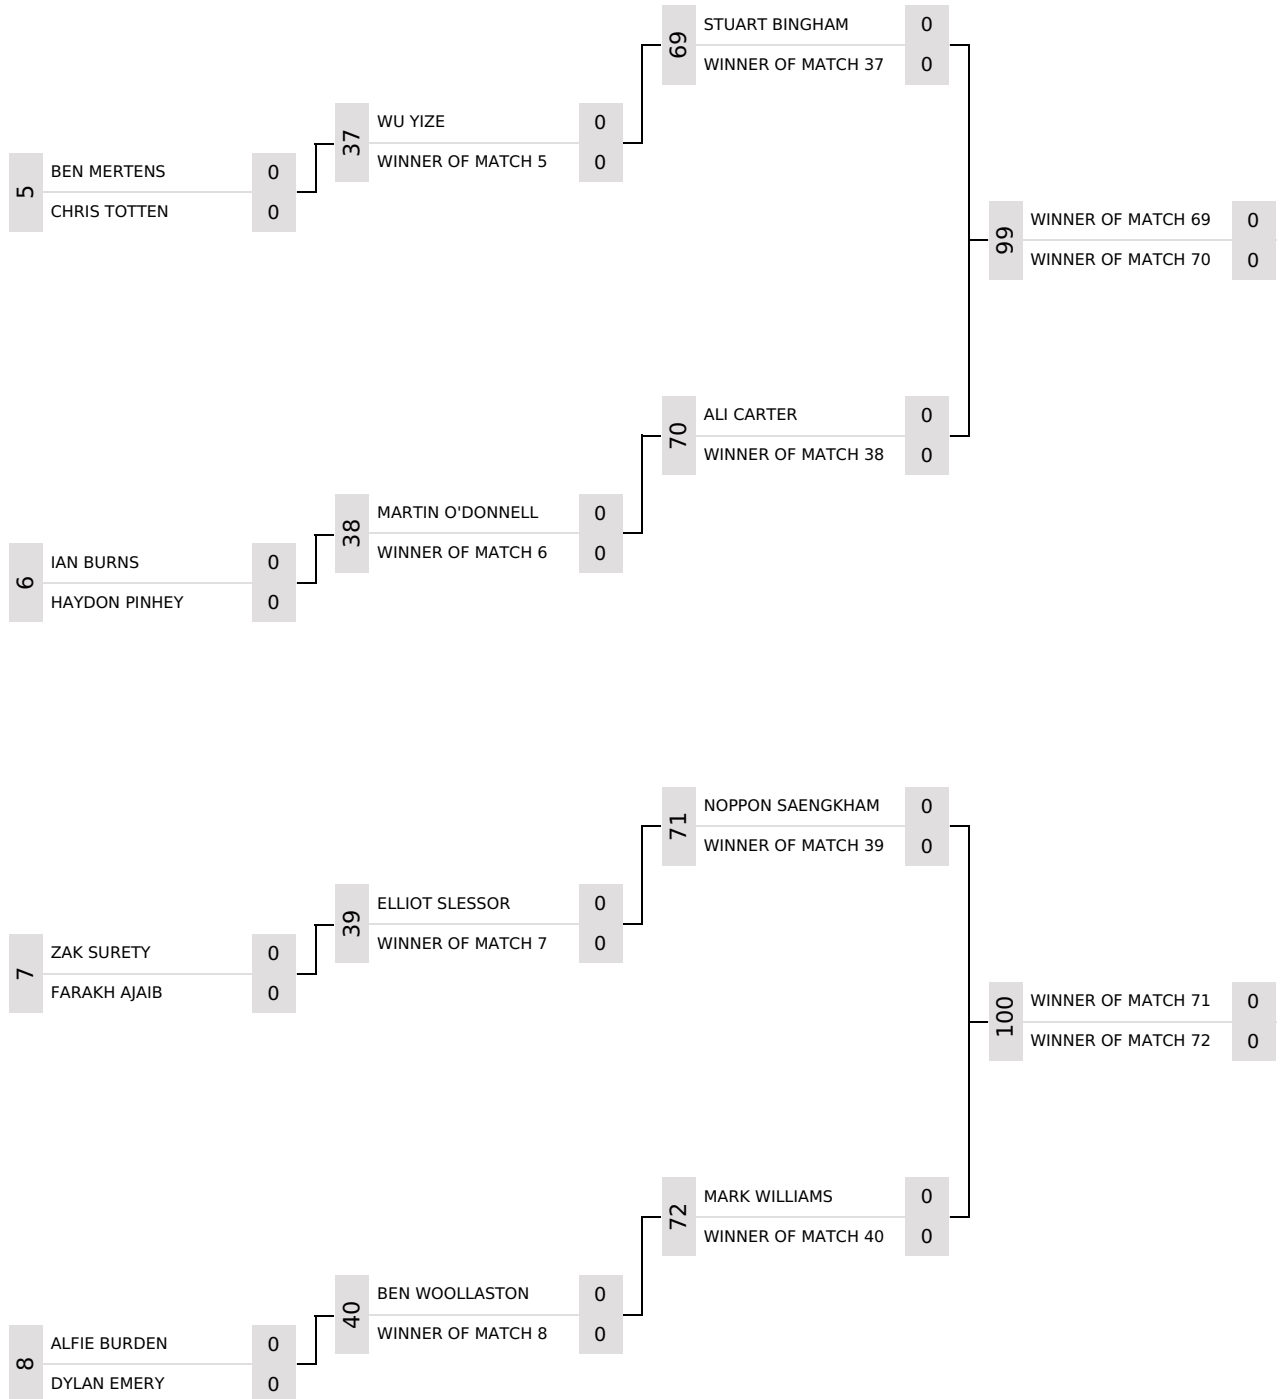 69
STUART BINGHAM 0
WINNER OF MATCH 37 0
37
WU YIZE 0
WINNER OF MATCH 5 0
5
BEN MERTENS 0
CHRIS TOTTEN 0
99
WINNER OF MATCH 69 0
WINNER OF MATCH 70 0
70
ALI CARTER 0
WINNER OF MATCH 38 0
38
MARTIN O'DONNELL 0
WINNER OF MATCH 6 0
6
IAN BURNS 0
HAYDON PINHEY 0
71
NOPPON SAENGKHAM 0
WINNER OF MATCH 39 0
39
ELLIOT SLESSOR 0
WINNER OF MATCH 7 0
7
ZAK SURETY 0
FARAKH AJAIB 0
100
WINNER OF MATCH 71 0
WINNER OF MATCH 72 0
72
MARK WILLIAMS 0
WINNER OF MATCH 40 0
40
BEN WOOLLASTON 0
WINNER OF MATCH 8 0
8
ALFIE BURDEN 0
DYLAN EMERY 0